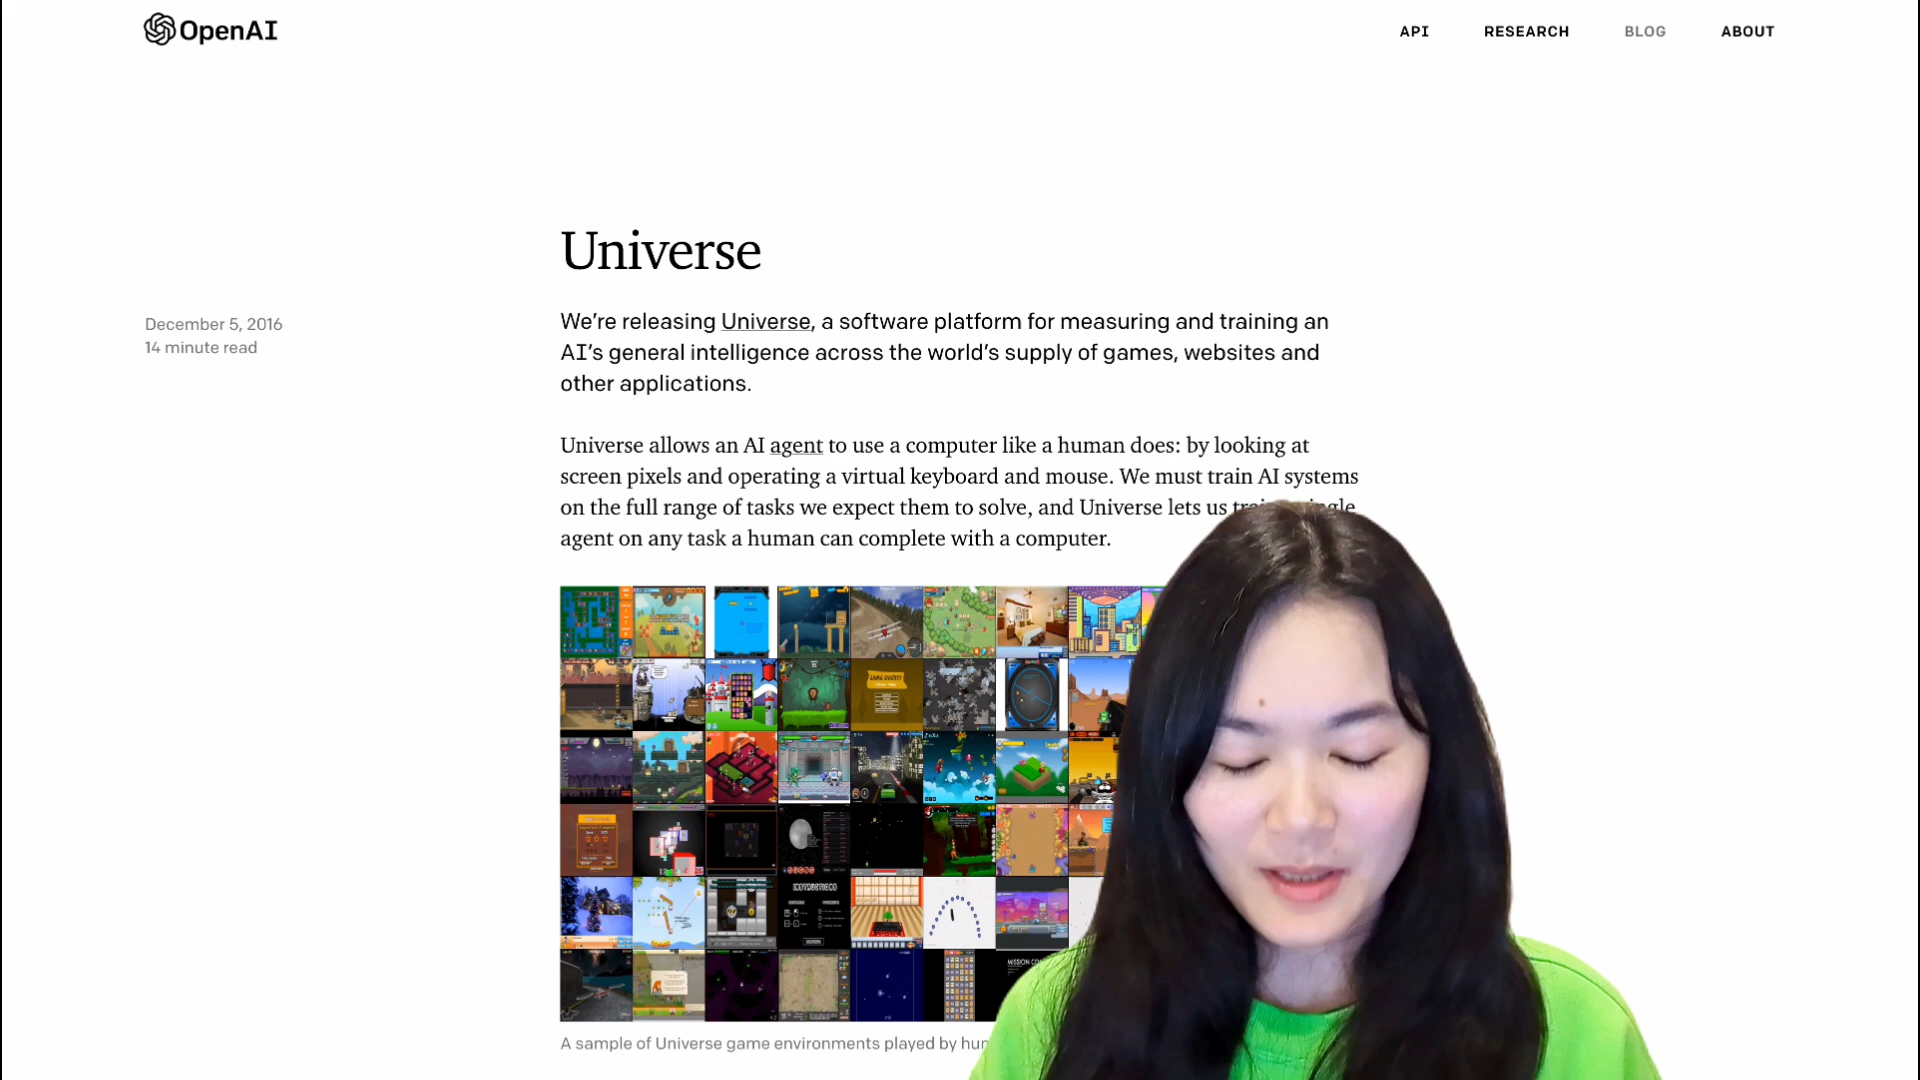 OpenAI
API RESEARCH BLOG ABOUT
Universe
December 5, 2016
14 minute read
We're releasing Universe, a software platform for measuring and training an
AI's general intelligence across the world's supply of games, websites and
other applications.
Universe allows an AI agent to use a computer like a human does: by looking at
screen pixels and operating a virtual keyboard and mouse. We must train AI systems
on the full range of tasks we expect them to solve, and Universe lets us
agent on any task a human can complete with a computer.
GAME OVER!!!
INSTRUCTIONS
MISSION
A sample of Universe game environments played by